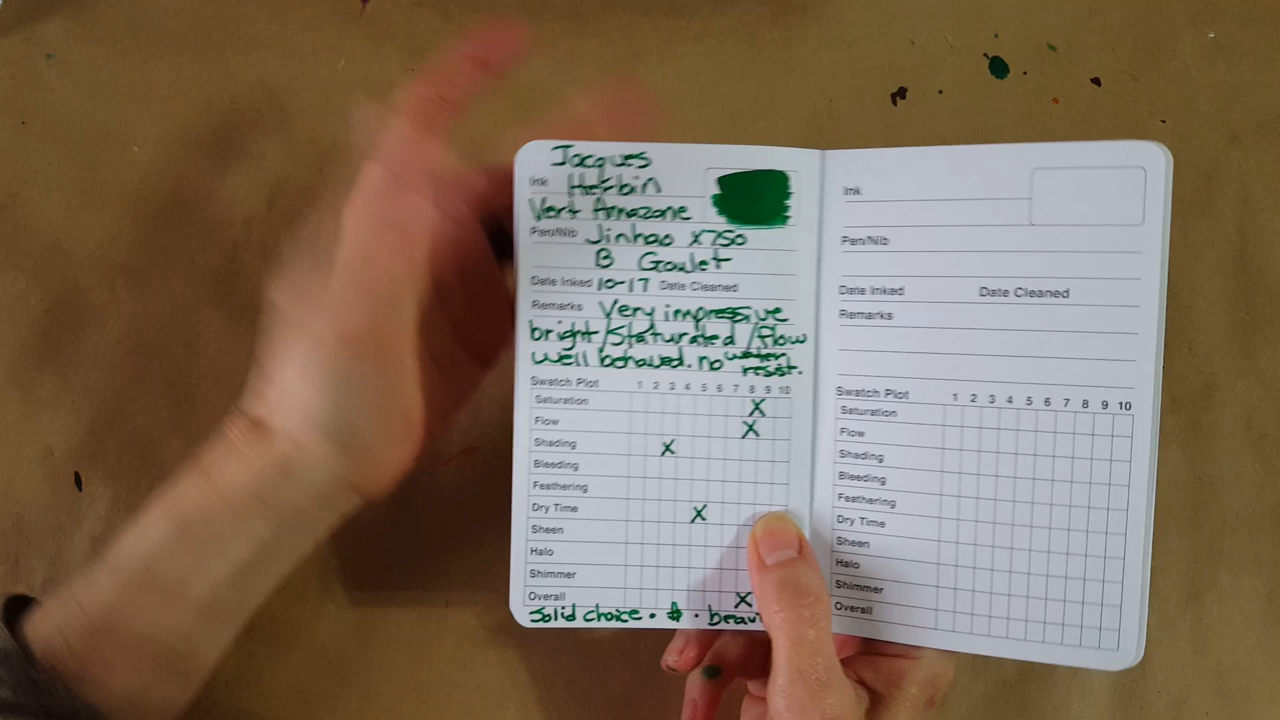 Jacques
Ink Herbin
Vert Amazone
Pen/Nib Jinhao X750
B Goulet
Date Inked 10-17 Date Cleaned
Remarks Very impressive
bright/Staturated/flow
well behaved. no water resist.
Swatch Plot 1 2 3 4 5 6 7 8 9 10
Saturation X
Flow X
Shading X
Bleeding
Feathering
Dry Time X
Sheen
Halo
Shimmer
Overall X
Solid choice. $ .
Ink
Pen/Nib
Date Inked Date Cleaned
Remarks
Swatch Plot 1 2 3 4 5 6 7 8 9 10
Saturation
Flow
Shading
Bleeding
Feathering
Dry Time
Sheen
Halo
Shimmer
Overall